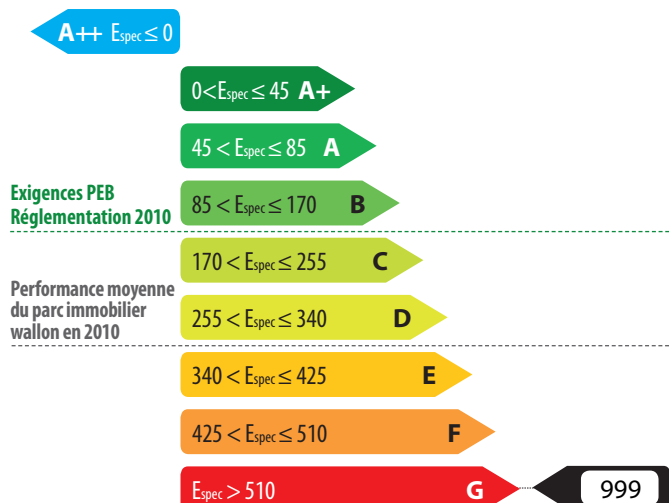 A++ Espec ≤ 0
0<Espec ≤ 45 A+
45 < Espec ≤ 85 A
Exigences PEB
Réglementation 2010
85 < Espec ≤ 170 B
170 < Espec ≤ 255 C
Performance moyenne
du parc immobilier
wallon en 2010
255 < Espec ≤ 340 D
340 < Espec ≤ 425 E
425 < Espec ≤ 510 F
Espec > 510 G
999